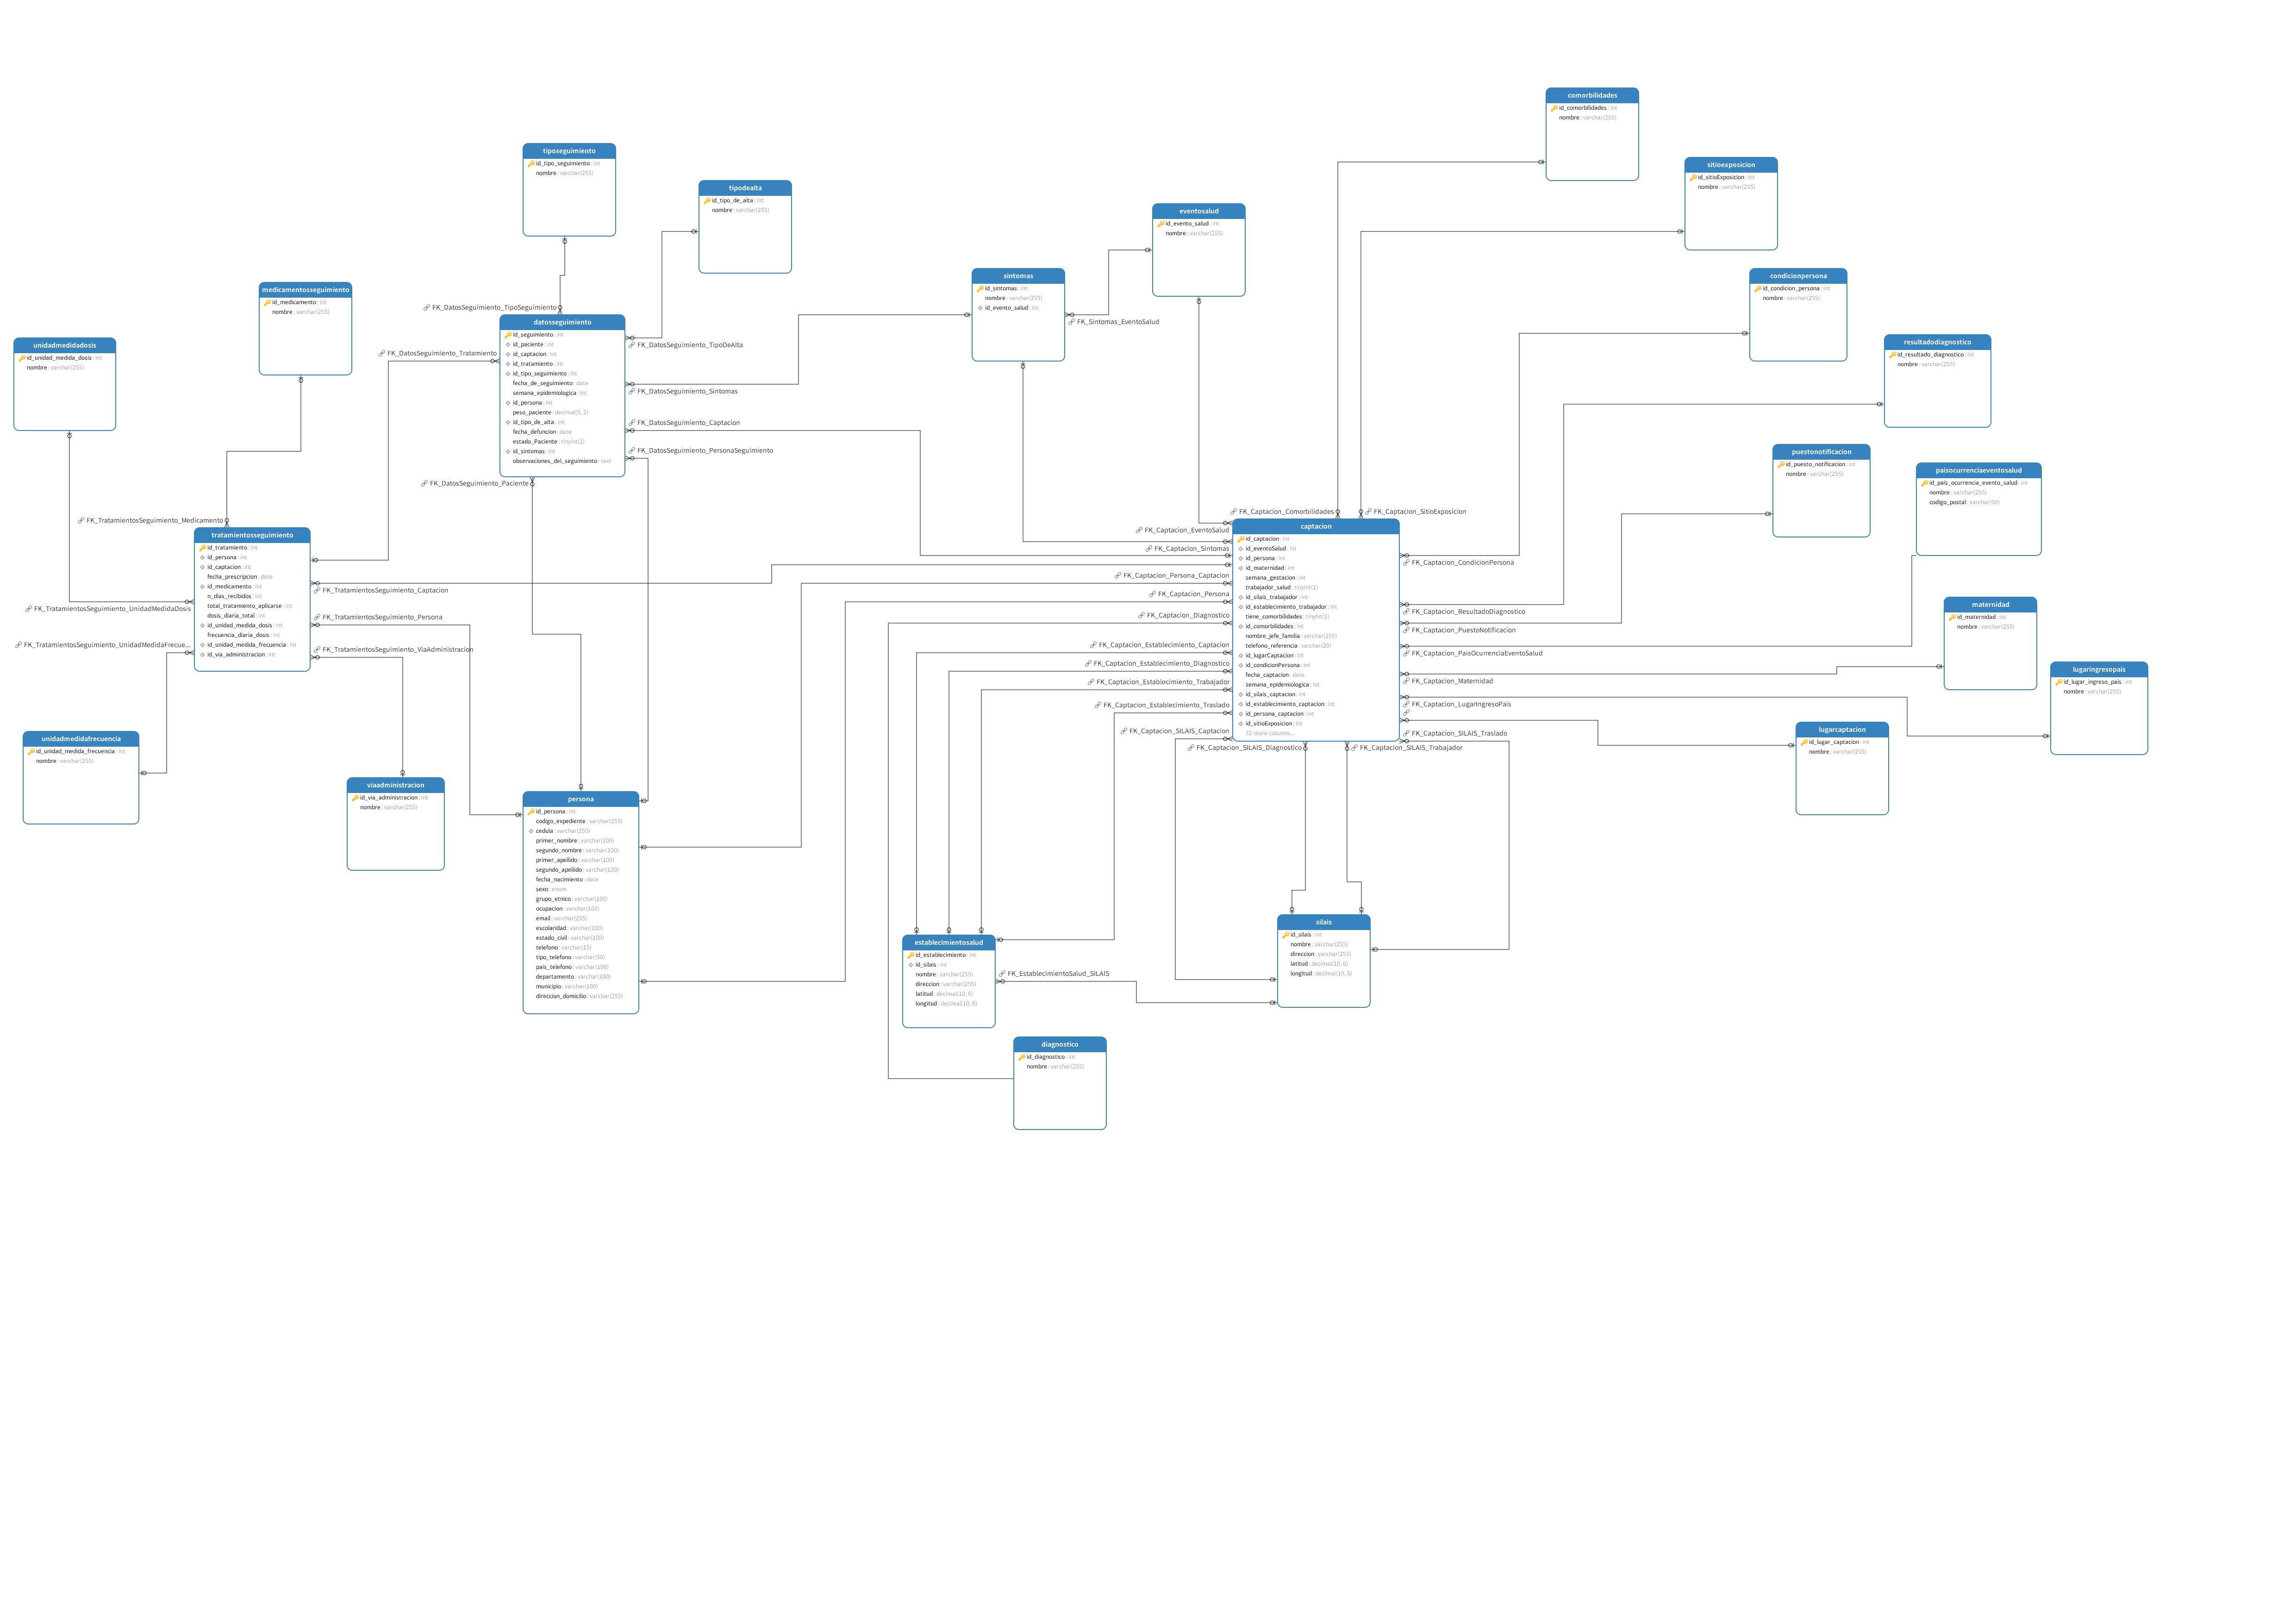 comorbilidades
id_comorbilidades : int
nombre : varchar(255)
tiposeguimiento
id_tipo_seguimiento : int
nombre : varchar(255)
sitioexposicion
id_sitioExposicion : int
nombre : varchar(255)
tipodealta
id_tipo_de_alta : int
nombre : varchar(255)
eventosalud
id_evento_salud : int
nombre : varchar(255)
sintomas
id_sintomas : int
nombre : varchar(255)
id_evento_salud : int
FK_Sintomas_EventoSalud
condicionpersona
id_condicion_persona : int
nombre : varchar(255)
medicamentosseguimiento
id_medicamento : int
nombre : varchar(255)
resultadodiagnostico
id_resultado_diagnostico : int
nombre : varchar(255)
unidadmedidadosis
id_unidad_medida_dosis : int
nombre : varchar(255)
FK_DatosSeguimiento_TipoSeguimiento
datosseguimiento
id_seguimiento : int
id_paciente : int
id_captacion : int
id_tratamiento : int
id_tipo_seguimiento : int
fecha_de_seguimiento : date
semana_epidemiologica : int
id_persona : int
peso_paciente : decimal(5, 2)
id_tipo_de_alta : int
fecha_defuncion : date
estado_Paciente : tinyint(1)
id_sintomas : int
observaciones_del_seguimiento : text
FK_DatosSeguimiento_TipoDeAlta
FK_DatosSeguimiento_Tratamiento
FK_DatosSeguimiento_Sintomas
FK_DatosSeguimiento_Captacion
FK_DatosSeguimiento_PersonaSeguimiento
FK_DatosSeguimiento_Paciente
puestonotificacion
id_puesto_notificacion : int
nombre : varchar(255)
paisocurrenciaeventosalud
id_pais_ocurrencia_evento_salud : int
nombre : varchar(255)
codigo_postal : varchar(50)
FK_TratamientosSeguimiento_Medicamento
tratamientosseguimiento
id_tratamiento : int
id_persona : int
id_captacion : int
fecha_prescripcion : date
id_medicamento : int
n_dias_recibidos : int
total_tratamiento_aplicarse : int
dosis_diaria_total : int
id_unidad_medida_dosis : int
frecuencia_diaria_dosis : int
id_unidad_medida_frecuencia : int
id_via_administracion : int
FK_TratamientosSeguimiento_Captacion
FK_TratamientosSeguimiento_UnidadMedidaDosis
FK_TratamientosSeguimiento_Persona
FK_TratamientosSeguimiento_UnidadMedidaFrecue...
FK_TratamientosSeguimiento_ViaAdministracion
FK_Captacion_Comorbilidades
FK_Captacion_SitioExposicion
FK_Captacion_EventoSalud
FK_Captacion_Sintomas
FK_Captacion_Persona_Captacion
FK_Captacion_Persona
FK_Captacion_Diagnostico
FK_Captacion_Establecimiento_Captacion
FK_Captacion_Establecimiento_Diagnostico
FK_Captacion_Establecimiento_Trabajador
FK_Captacion_Establecimiento_Traslado
FK_Captacion_SILAIS_Captacion
FK_Captacion_SILAIS_Diagnostico
captacion
id_captacion : int
id_eventoSalud : int
id_persona : int
id_maternidad : int
semana_gestacion : int
trabajador_salud : tinyint(1)
id_silais_trabajador : int
id_establecimiento_trabajador : int
tiene_comorbilidades : tinyint(1)
id_comorbilidades : int
nombre_jefe_familia : varchar(255)
telefono_referencia : varchar(20)
id_lugarCaptacion : int
id_condicionPersona : int
fecha_captacion : date
semana_epidemiologica : int
id_silais_captacion : int
id_establecimiento_captacion : int
id_persona_captacion : int
id_sitioExposicion : int
32 more columns...
FK_Captacion_CondicionPersona
FK_Captacion_ResultadoDiagnostico
FK_Captacion_PuestoNotificacion
FK_Captacion_PaisOcurrenciaEventoSalud
FK_Captacion_Maternidad
FK_Captacion_LugarIngresoPais
FK_Captacion_SILAIS_Traslado
FK_Captacion_SILAIS_Trabajador
maternidad
id_maternidad : int
nombre : varchar(255)
lugaringresopais
id_lugar_ingreso_pais : int
nombre : varchar(255)
lugarcaptacion
id_lugar_captacion : int
nombre : varchar(255)
unidadmedidafrecuencia
id_unidad_medida_frecuencia : int
nombre : varchar(255)
viaadministracion
id_via_administracion : int
nombre : varchar(255)
persona
id_persona : int
codigo_expediente : varchar(255)
cedula : varchar(255)
primer_nombre : varchar(100)
segundo_nombre : varchar(100)
primer_apellido : varchar(100)
segundo_apellido : varchar(100)
fecha_nacimiento : date
sexo : enum
grupo_etnico : varchar(100)
ocupacion : varchar(100)
email : varchar(255)
escolaridad : varchar(100)
estado_civil : varchar(100)
telefono : varchar(15)
tipo_telefono : varchar(50)
pais_telefono : varchar(100)
departamento : varchar(100)
municipio : varchar(100)
direccion_domicilio : varchar(255)
establecimientosalud
id_establecimiento : int
id_silais : int
nombre : varchar(255)
direccion : varchar(255)
latitud : decimal(10, 6)
longitud : decimal(10, 6)
FK_EstablecimientoSalud_SILAIS
silais
id_silais : int
nombre : varchar(255)
direccion : varchar(255)
latitud : decimal(10, 6)
longitud : decimal(10, 6)
diagnostico
id_diagnostico : int
nombre : varchar(255)